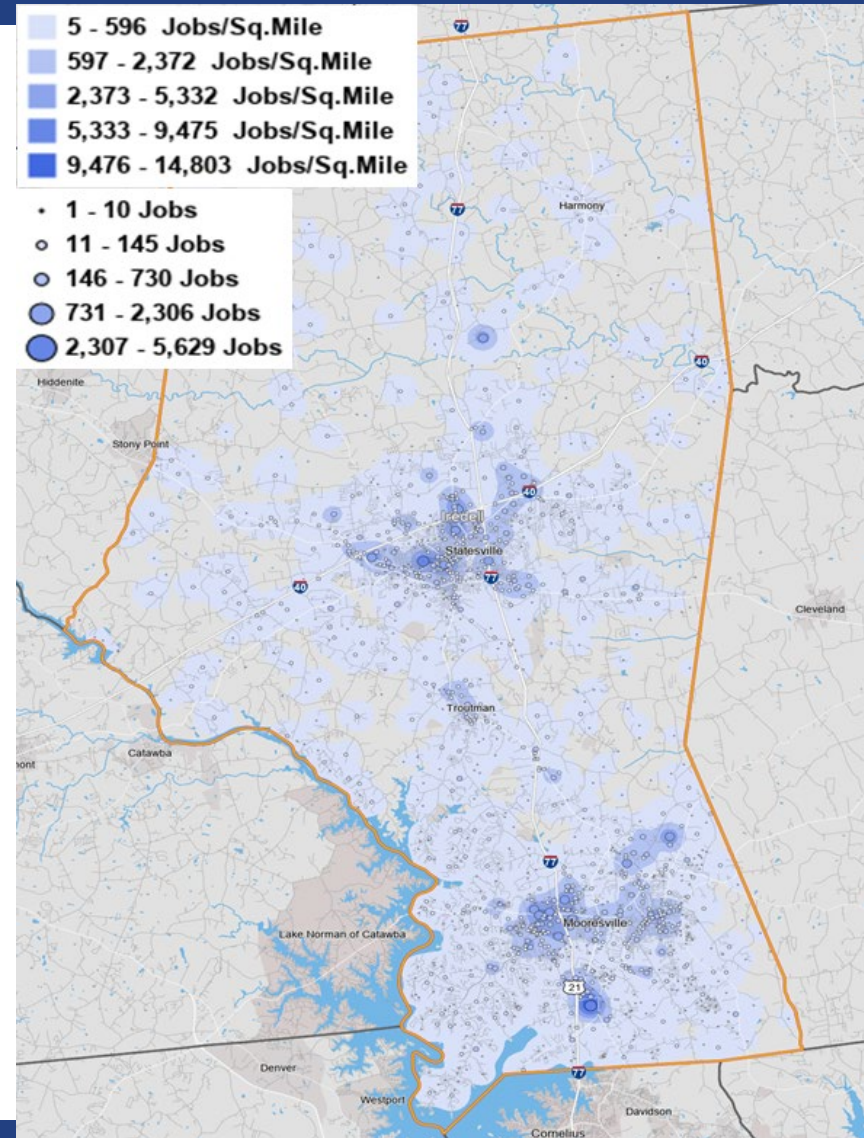 5 - 596 Jobs/Sq.Mile
597 - 2,372 Jobs/Sq.Mile
2,373 - 5,332 Jobs/Sq.Mile
5,333 - 9,475 Jobs/Sq.Mile
9,476 - 14,803 Jobs/Sq.Mile
1 - 10 Jobs
11 - 145 Jobs
146 - 730 Jobs
731 - 2,306 Jobs
2,307 - 5,629 Jobs
77
77
Harmony
40
Hiddenite
Stony Point
40
Iredell
Statesville
77
40
Cleveland
Troutman
Catawba
ont
77
Mooresville
Lake Norman of Catawba
21
Denver
77
Westport
Davidson
Cornelius